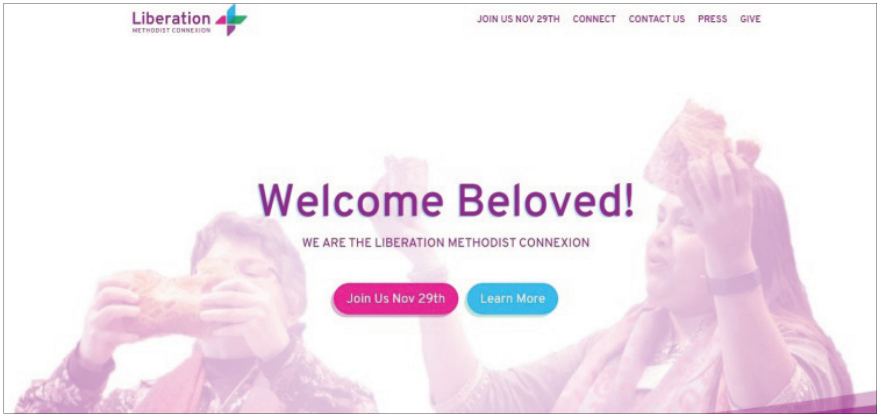 Liberation
METHODIST CONNEXION
JOIN US NOV 29TH CONNECT CONTACT US PRESS GIVE
Welcome Beloved!
WE ARE THE LIBERATION METHODIST CONNEXION
Join Us Nov 29th Learn More